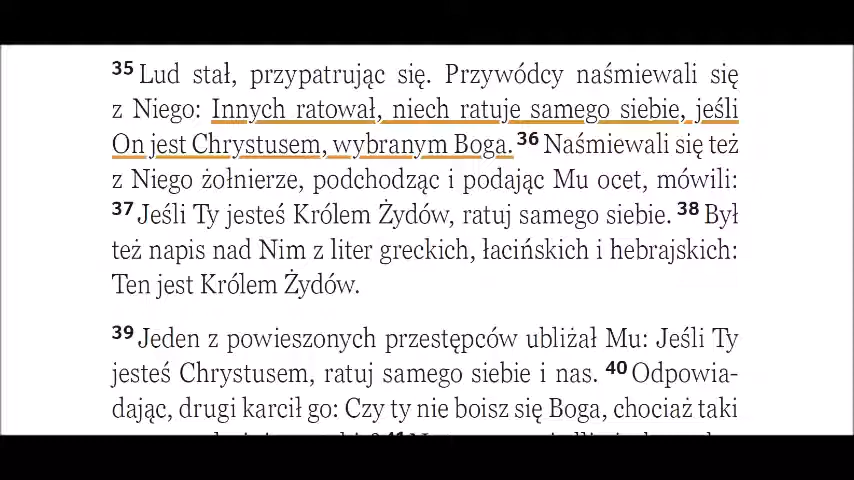 35 Lud stał, przypatrując się. Przywódcy naśmiewali się
z Niego: Innych ratował, niech ratuje samego siebie, jeśli
On jest Chrystusem, wybranym Boga. 36 Naśmiewali się też
z Niego żołnierze, podchodząc i podając Mu ocet, mówili:
37 Jeśli Ty jesteś Królem Żydów, ratuj samego siebie. 38 Był
też napis nad Nim z liter greckich, łacińskich i hebrajskich:
Ten jest Królem Żydów.
39 Jeden z powieszonych przestępców ubliżał Mu: Jeśli Ty
jesteś Chrystusem, ratuj samego siebie i nas. 40 Odpowia-
dając, drugi karcił go: Czy ty nie boisz się Boga, chociaż taki